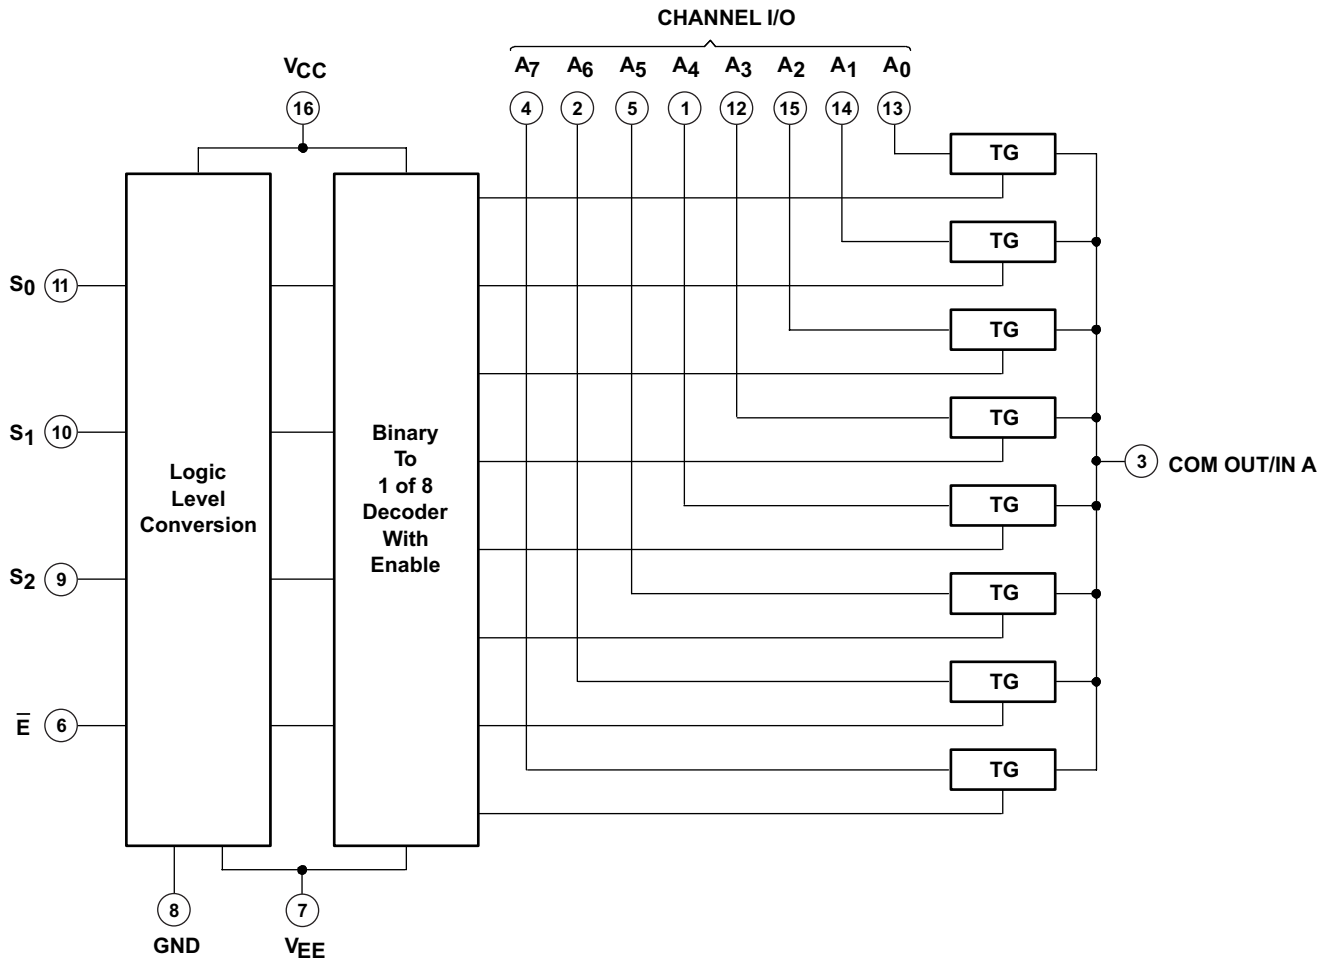 CHANNEL I/O
VCC
A7 A6 A5 A4 A3 A2 A1 A0
16
4 2 5 1 12 15 14 13
TG
TG
S0 11
TG
TG
S1 10
Binary
To
1 of 8
Decoder
With
Enable
Logic
Level
Conversion
3 COM OUT/IN A
TG
S2 9
TG
TG
E̅ 6
TG
8
7
GND
VEE